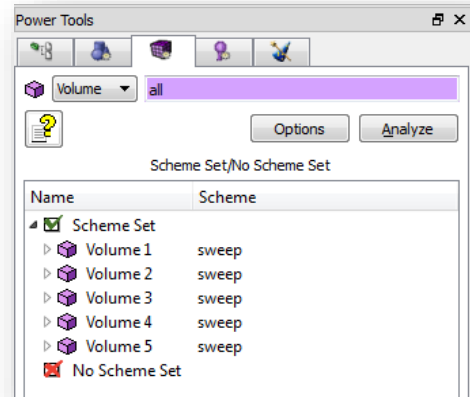 Power Tools
Volume all
Options Analyze
Scheme Set/No Scheme Set
Name Scheme
Scheme Set
Volume 1 sweep
Volume 2 sweep
Volume 3 sweep
Volume 4 sweep
Volume 5 sweep
No Scheme Set